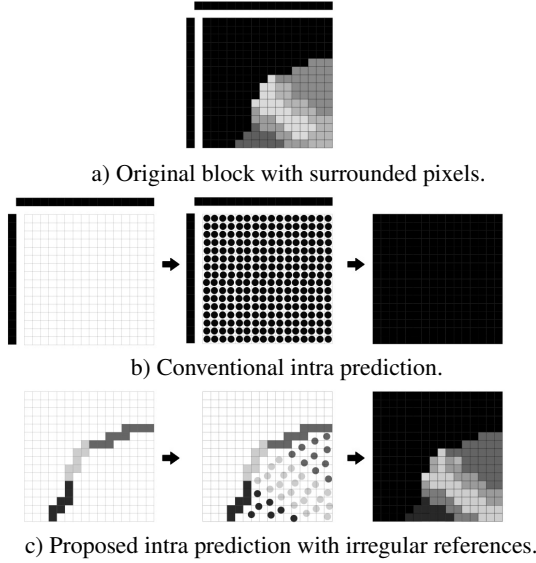 a) Original block with surrounded pixels.
b) Conventional intra prediction.
c) Proposed intra prediction with irregular references.